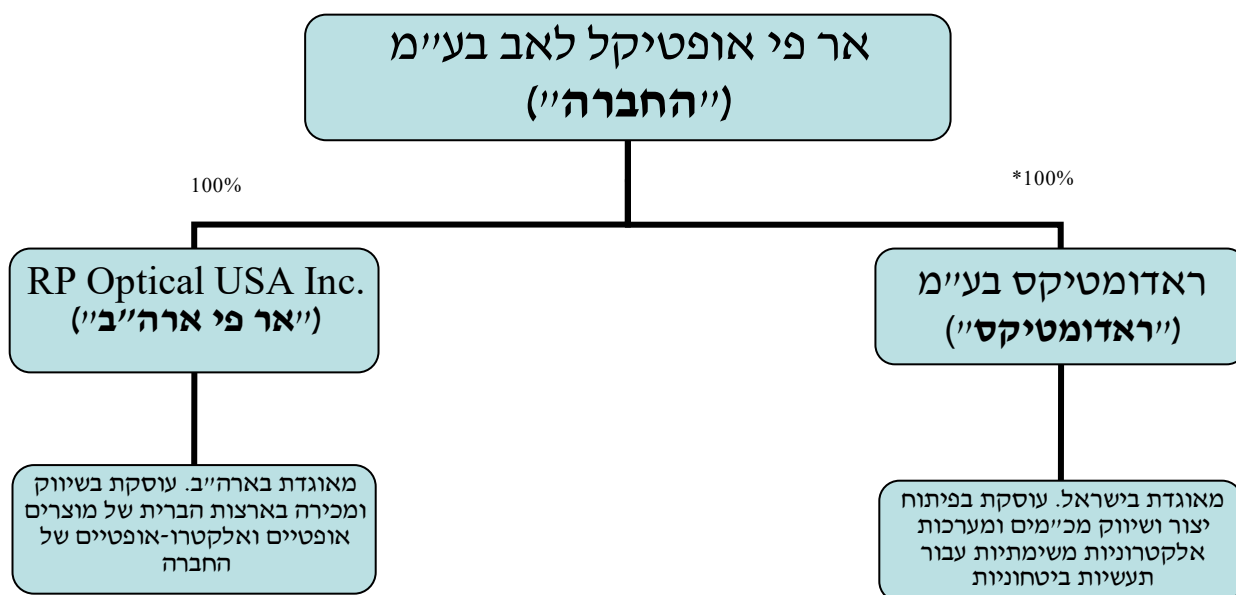 אר פי אופטיקל לאב בע״מ
(״החברה״)
*100%
100%
ראדומטיקס בע״מ
(״ראדומטיקס״)
RP Optical USA Inc.
(״אר פי ארה״ב״)
מאוגדת בישראל. עוסקת בפיתוח
יצור ושיווק מכ״מים ומערכות
אלקטרוניות משימתיות עבור
תעשיות ביטחוניות
מאוגדת בארה״ב. עוסקת בשיווק
ומכירה בארצות הברית של מוצרים
אופטיים ואלקטרו-אופטיים של
החברה